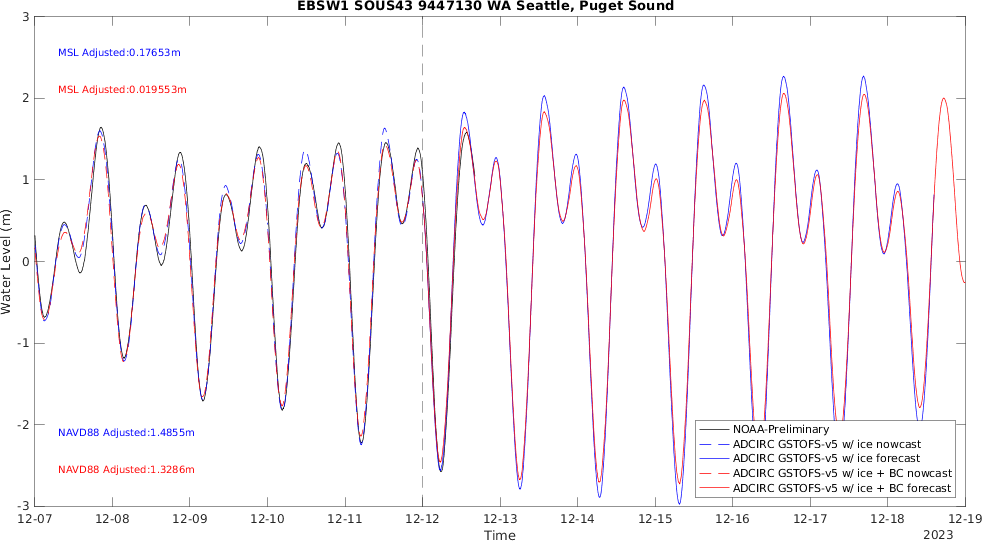 EBSW1 SOUS43 9447130 WA Seattle, Puget Sound
3
2
1
0
-1
-2
-3
Water Level (m)
MSL Adjusted:0.17653m
MSL Adjusted:0.019553m
NAVD88 Adjusted:1.4855m
NAVD88 Adjusted:1.3286m
NOAA-Preliminary
ADCIRC GSTOFS-v5 w/ ice nowcast
ADCIRC GSTOFS-v5 w/ ice forecast
ADCIRC GSTOFS-v5 w/ ice + BC nowcast
ADCIRC GSTOFS-v5 w/ ice + BC forecast
12-07 12-08 12-09 12-10 12-11 12-12 12-13 12-14 12-15 12-16 12-17 12-18 12-19
Time
2023